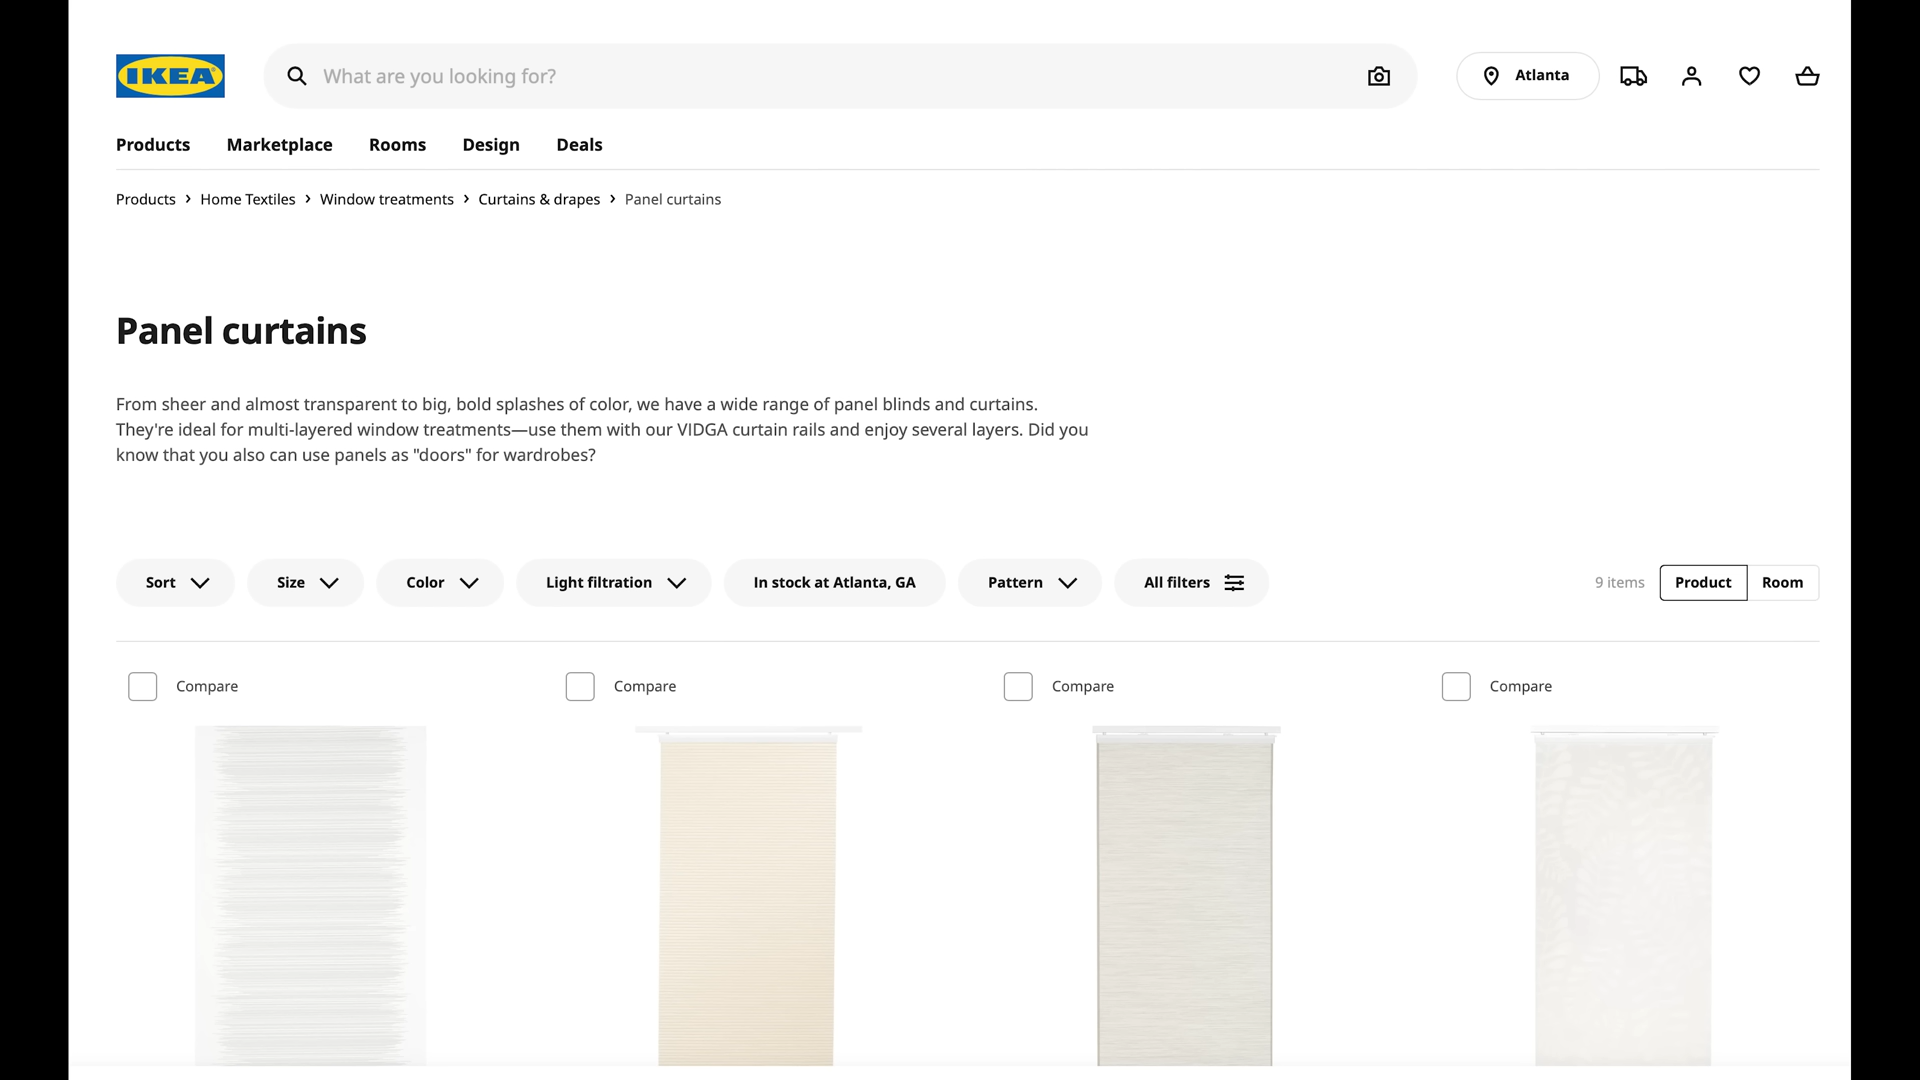 IKEA
What are you looking for?
Atlanta
Products Marketplace Rooms Design Deals
Products > Home Textiles > Window treatments > Curtains & drapes > Panel curtains
Panel curtains
From sheer and almost transparent to big, bold splashes of color, we have a wide range of panel blinds and curtains.
They're ideal for multi-layered window treatments—use them with our VIDGA curtain rails and enjoy several layers. Did you
know that you also can use panels as "doors" for wardrobes?
Sort Size Color Light filtration In stock at Atlanta, GA Pattern All filters 9 items Product Room
Compare Compare Compare Compare